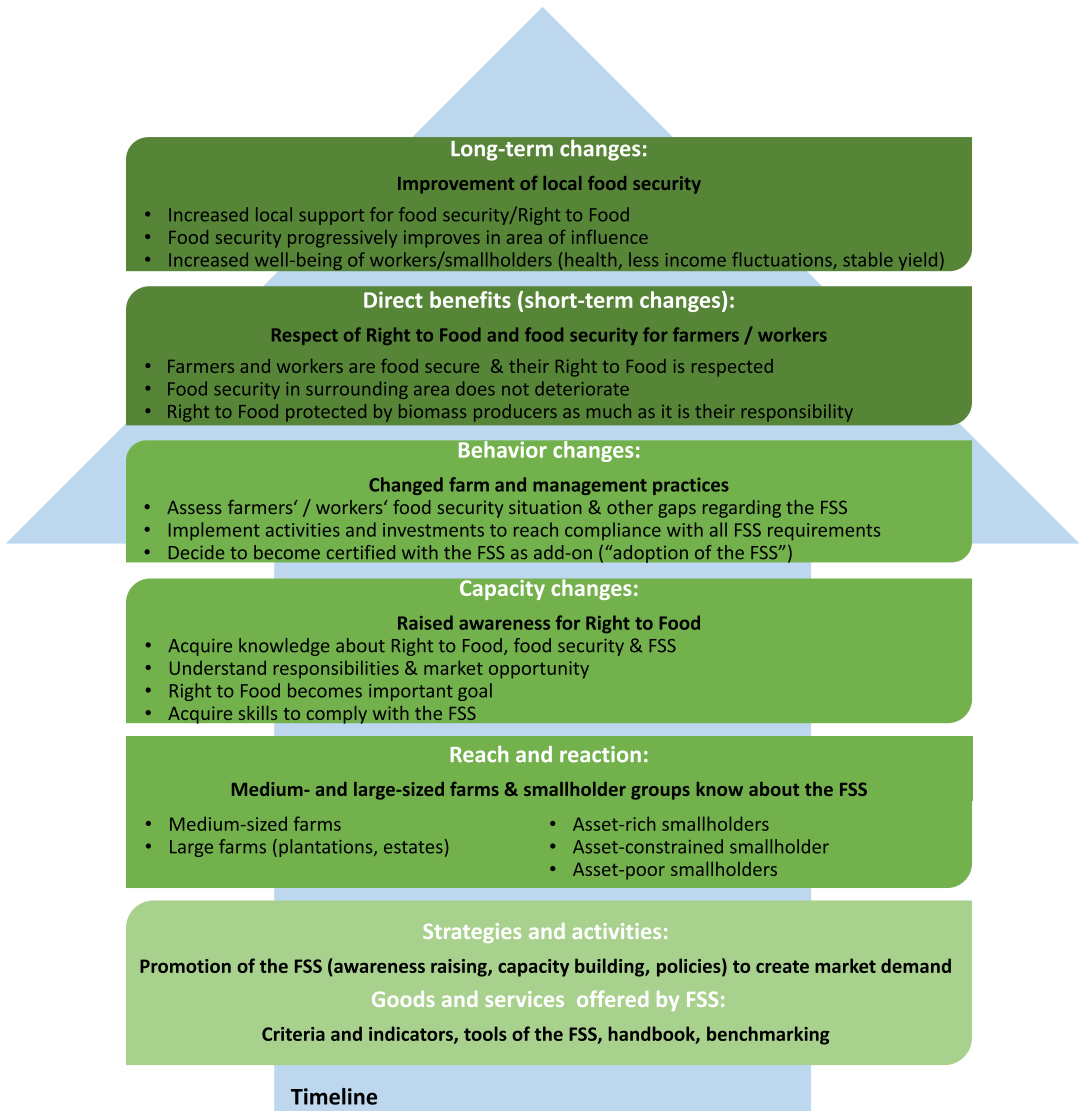 Long-term changes:
Improvement of local food security
• Increased local support for food security/Right to Food
• Food security progressively improves in area of influence
• Increased well-being of workers/smallholders (health, less income fluctuations, stable yield)
Direct benefits (short-term changes):
Respect of Right to Food and food security for farmers / workers
• Farmers and workers are food secure & their Right to Food is respected
• Food security in surrounding area does not deteriorate
• Right to Food protected by biomass producers as much as it is their responsibility
Behavior changes:
Changed farm and management practices
• Assess farmers‘ / workers‘ food security situation & other gaps regarding the FSS
• Implement activities and investments to reach compliance with all FSS requirements
• Decide to become certified with the FSS as add-on (“adoption of the FSS”)
Capacity changes:
Raised awareness for Right to Food
• Acquire knowledge about Right to Food, food security & FSS
• Understand responsibilities & market opportunity
• Right to Food becomes important goal
• Acquire skills to comply with the FSS
Reach and reaction:
Medium- and large-sized farms & smallholder groups know about the FSS
• Medium-sized farms
• Large farms (plantations, estates)
• Asset-rich smallholders
• Asset-constrained smallholder
• Asset-poor smallholders
Strategies and activities:
Promotion of the FSS (awareness raising, capacity building, policies) to create market demand
Goods and services offered by FSS:
Criteria and indicators, tools of the FSS, handbook, benchmarking
Timeline